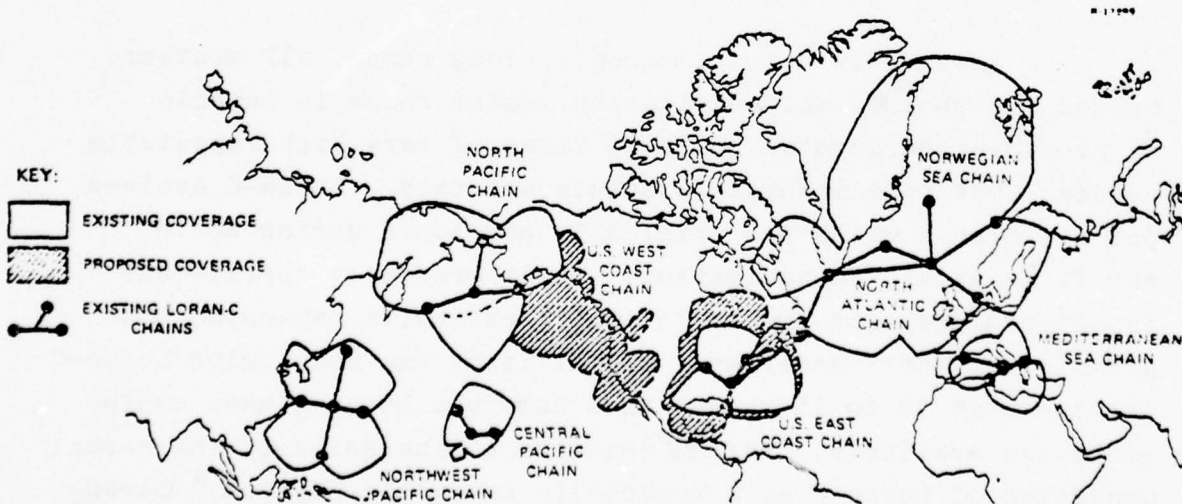 KEY:
EXISTING COVERAGE
PROPOSED COVERAGE
EXISTING LORAN-C
CHAINS
NORTH
PACIFIC
CHAIN
U.S. WEST
COAST
CHAIN
NORWEGIAN
SEA CHAIN
NORTH
ATLANTIC
CHAIN
MEDITERRANEAN
SEA CHAIN
U.S. EAST
COAST CHAIN
CENTRAL
PACIFIC
CHAIN
NORTHWEST
PACIFIC CHAIN